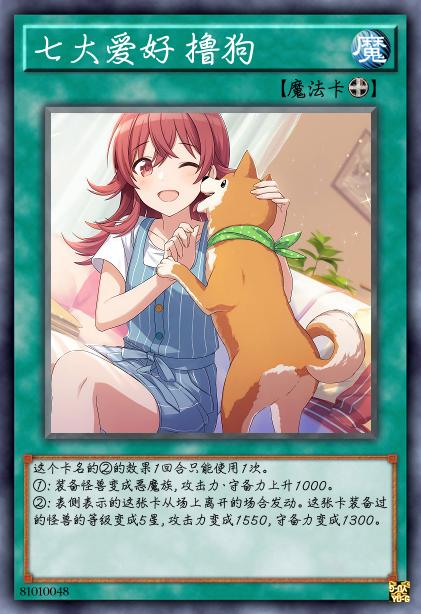 七大爱好 撸狗
魔
【魔法卡】
这个卡名的②的效果1回合只能使用1次。
①：装备怪兽变成恶魔族，攻击力·守备力上升1000。
②：表侧表示的这张卡从场上离开的场合发动。这张卡装备过
的怪兽的等级变成5星，攻击力变成1550，守备力变成1300。
81010048